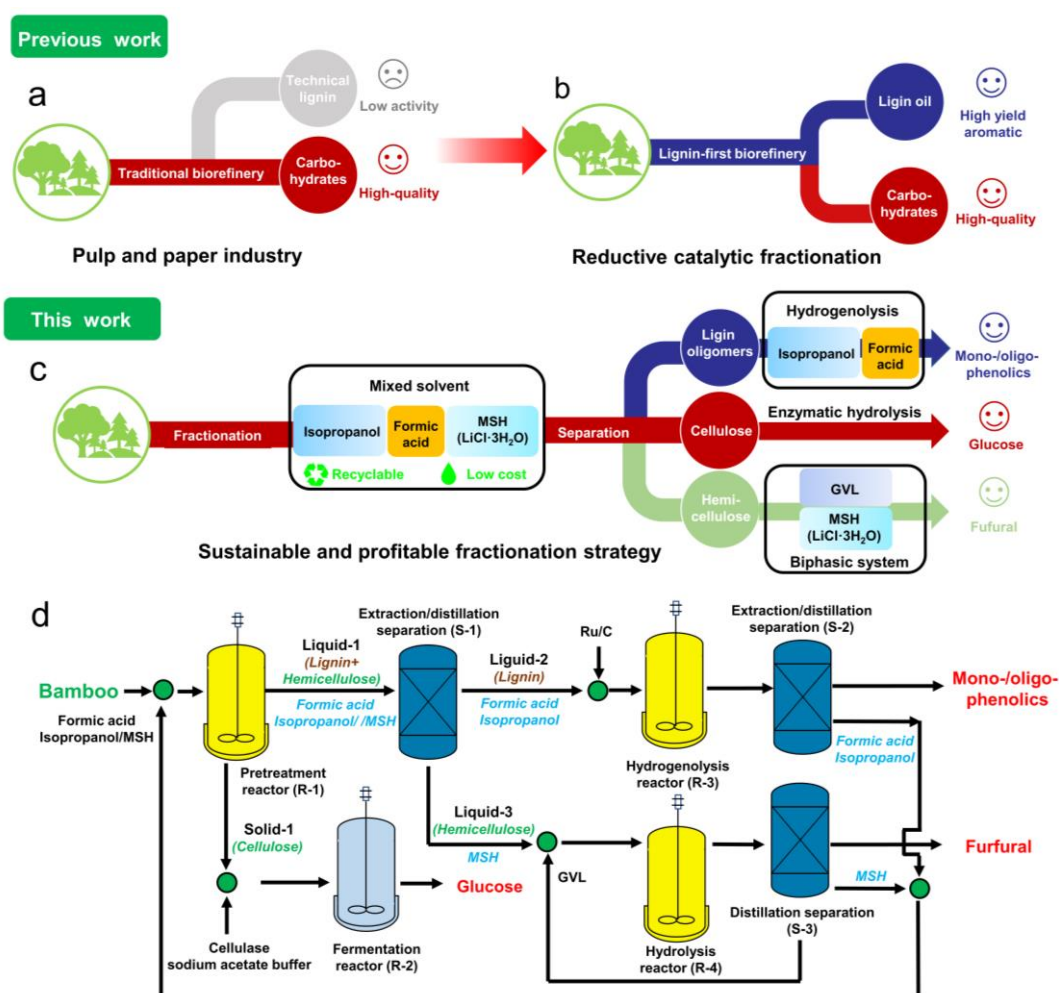 Previous work
a
Technical
lignin
Low activity
Traditional biorefinery
Carbo-
hydrates
High-quality
Pulp and paper industry
b
Ligin oil
High yield
aromatic
Lignin-first biorefinery
Carbo-
hydrates
High-quality
Reductive catalytic fractionation
This work
c
Fractionation
Mixed solvent
Isopropanol
Formic
acid
MSH
(LiCl·3H₂O)
Recyclable
Low cost
Separation
Ligin
oligomers
Hydrogenolysis
Isopropanol
Formic
acid
Mono-/oligo-
phenolics
Cellulose
Enzymatic hydrolysis
Glucose
Hemi-
cellulose
GVL
MSH
(LiCl·3H₂O)
Biphasic system
Fufural
Sustainable and profitable fractionation strategy
d
Bamboo
Formic acid
Isopropanol/MSH
Pretreatment
reactor (R-1)
Liquid-1
(Lignin+
Hemicellulose)
Formic acid
Isopropanol/ /MSH
Extraction/distillation
separation (S-1)
Liguid-2
(Lignin)
Formic acid
Isopropanol
Ru/C
Hydrogenolysis
reactor (R-3)
Extraction/distillation
separation (S-2)
Mono-/oligo-
phenolics
Formic acid
Isopropanol
Solid-1
(Cellulose)
Cellulase
sodium acetate buffer
Fermentation
reactor (R-2)
Glucose
Liquid-3
(Hemicellulose)
MSH
GVL
Hydrolysis
reactor (R-4)
Distillation separation
(S-3)
Furfural
MSH